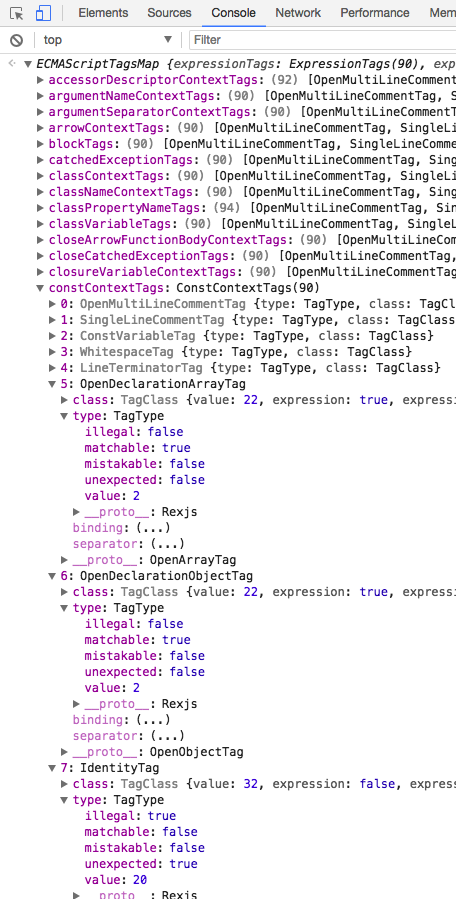 Elements Sources Console Network Performance Mem
top Filter
ECMAScriptTagsMap {expressionTags: ExpressionTags(90), exp
accessorDescriptorContextTags: (92) [OpenMultiLineComment
argumentNameContextTags: (90) [OpenMultiLineCommentTag, S
argumentSeparatorContextTags: (90) [OpenMultiLineCommentT
arrowContextTags: (90) [OpenMultiLineCommentTag, SingleLi
blockTags: (90) [OpenMultiLineCommentTag, SingleLineComme
catchedExceptionTags: (90) [OpenMultiLineCommentTag, Sing
classContextTags: (90) [OpenMultiLineCommentTag, SingleLi
classNameContextTags: (90) [OpenMultiLineCommentTag, Sing
classPropertyNameTags: (94) [OpenMultiLineCommentTag, Sin
classVariableTags: (90) [OpenMultiLineCommentTag, SingleL
closeArrowFunctionBodyContextTags: (90) [OpenMultiLineCom
closeCatchedExceptionTags: (90) [OpenMultiLineCommentTag,
closureVariableContextTags: (90) [OpenMultiLineCommentTag
constContextTags: ConstContextTags(90)
0: OpenMultiLineCommentTag {type: TagType, class: TagCl
1: SingleLineCommentTag {type: TagType, class: TagClass
2: ConstVariableTag {type: TagType, class: TagClass}
3: WhitespaceTag {type: TagType, class: TagClass}
4: LineTerminatorTag {type: TagType, class: TagClass}
5: OpenDeclarationArrayTag
class: TagClass {value: 22, expression: true, express
type: TagType
illegal: false
matchable: true
mistakable: false
unexpected: false
value: 2
__proto__: Rexjs
binding: (...)
separator: (...)
__proto__: OpenArrayTag
6: OpenDeclarationObjectTag
class: TagClass {value: 22, expression: true, express
type: TagType
illegal: false
matchable: true
mistakable: false
unexpected: false
value: 2
__proto__: Rexjs
binding: (...)
separator: (...)
__proto__: OpenObjectTag
7: IdentityTag
class: TagClass {value: 32, expression: false, expres
type: TagType
illegal: true
matchable: false
mistakable: false
unexpected: true
value: 20
__proto__: Rexjs